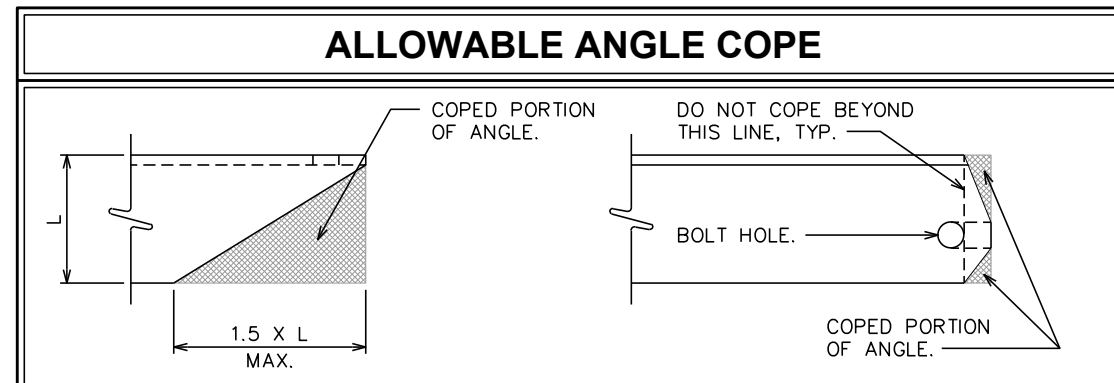 ALLOWABLE ANGLE COPE
COPED PORTION
OF ANGLE.
L
1.5 X L
MAX.
DO NOT COPE BEYOND
THIS LINE, TYP.
BOLT HOLE.
COPED PORTION
OF ANGLE.